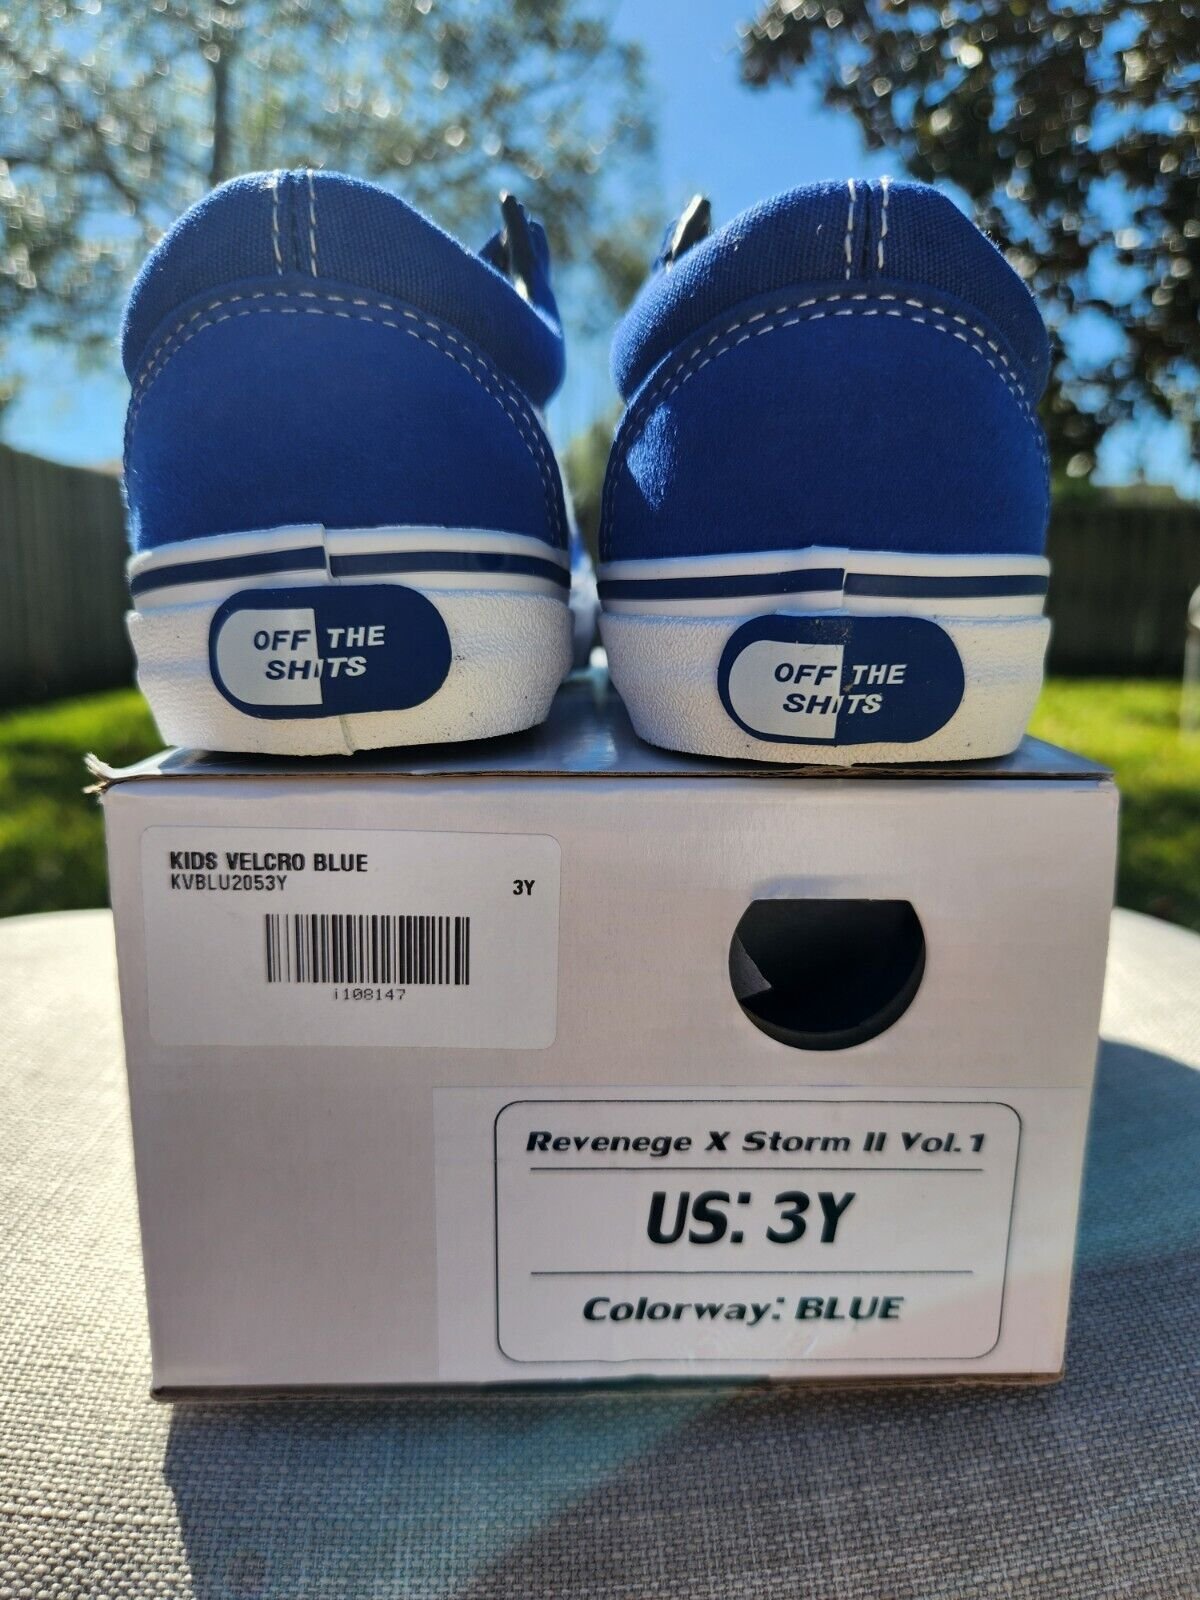 OFF THE
SHITS
OFF THE
SHITS
KIDS VELCRO BLUE
KVBLU2053Y
3Y
i108147
Revenege X Storm II Vol.1
US: 3Y
Colorway: BLUE